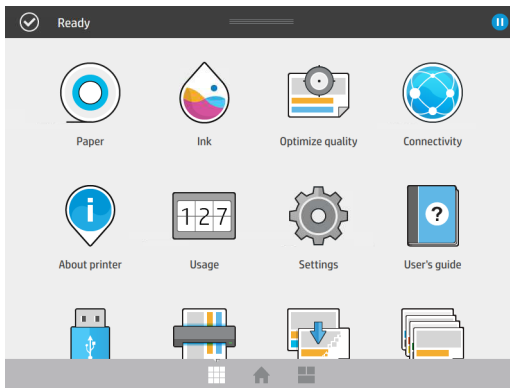 Ready
Paper
Ink
Optimize quality
Connectivity
i
127
?
About printer
Usage
Settings
User's guide